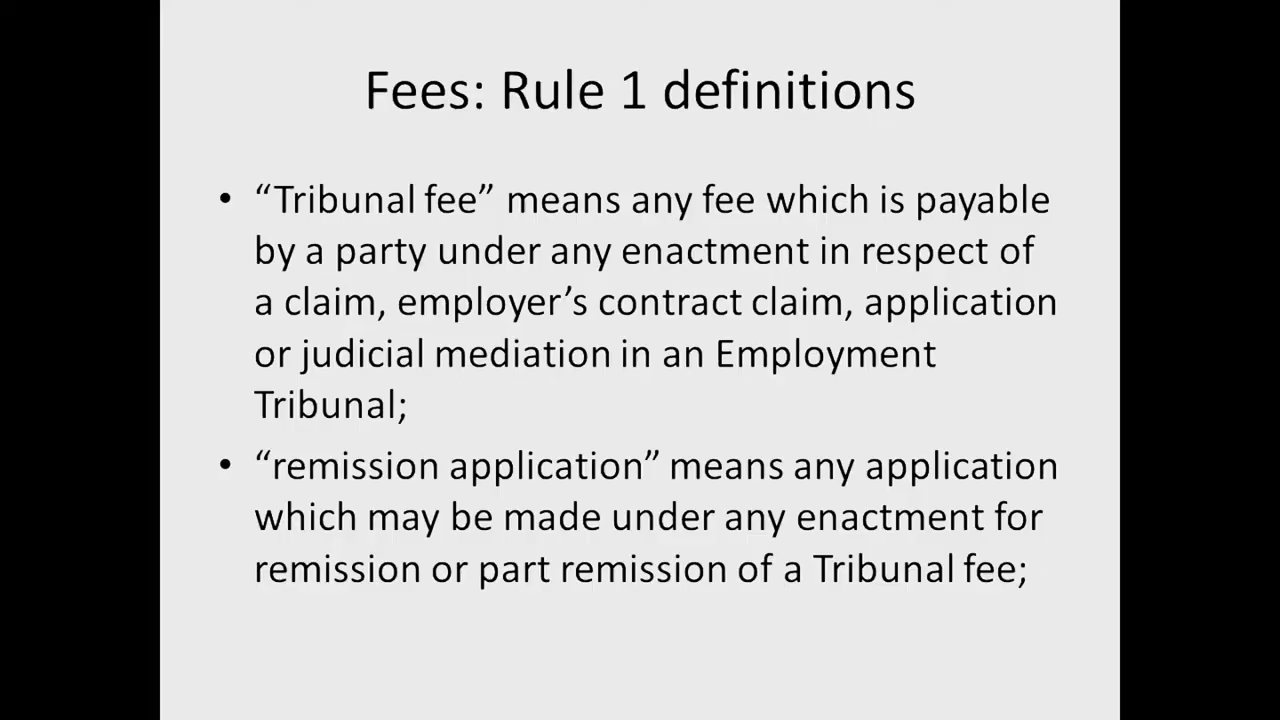 Fees: Rule 1 definitions
• “Tribunal fee” means any fee which is payable
by a party under any enactment in respect of
a claim, employer’s contract claim, application
or judicial mediation in an Employment
Tribunal;
• “remission application” means any application
which may be made under any enactment for
remission or part remission of a Tribunal fee;